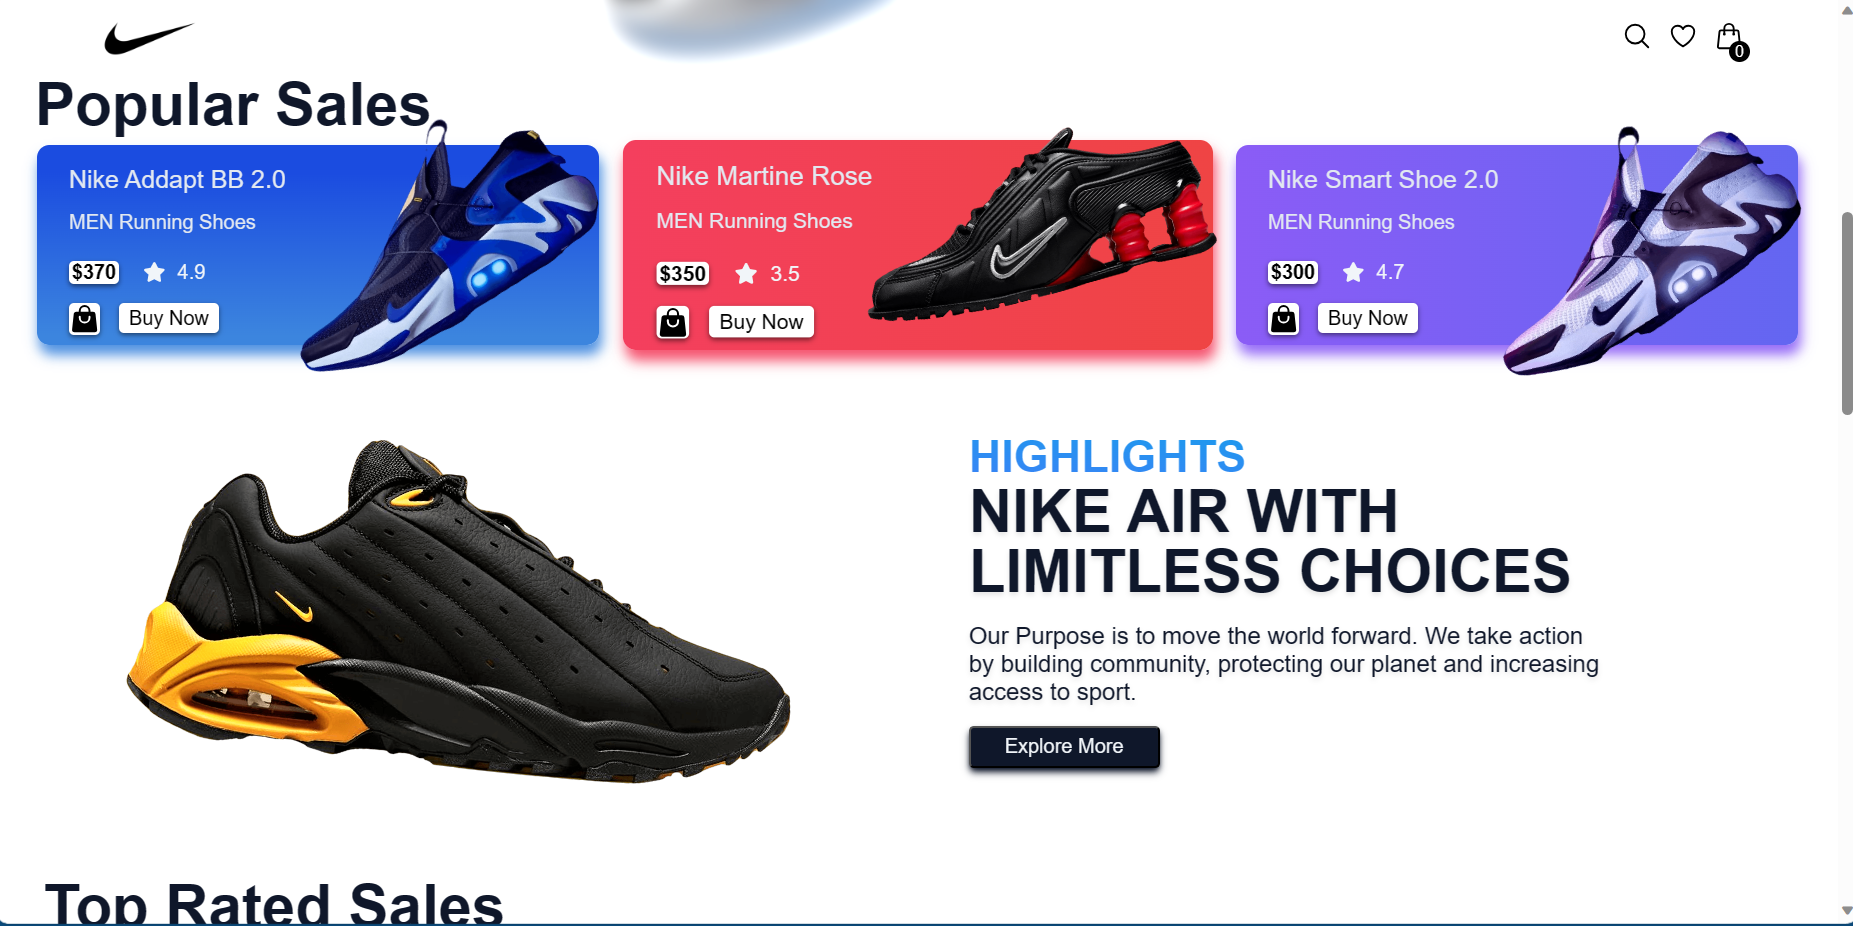 0
Popular Sales
Nike Addapt BB 2.0
MEN Running Shoes
$370 4.9
Buy Now
Nike Martine Rose
MEN Running Shoes
$350 3.5
Buy Now
Nike Smart Shoe 2.0
MEN Running Shoes
$300 4.7
Buy Now
HIGHLIGHTS
NIKE AIR WITH
LIMITLESS CHOICES
Our Purpose is to move the world forward. We take action
by building community, protecting our planet and increasing
access to sport.
Explore More
Top Rated Sales